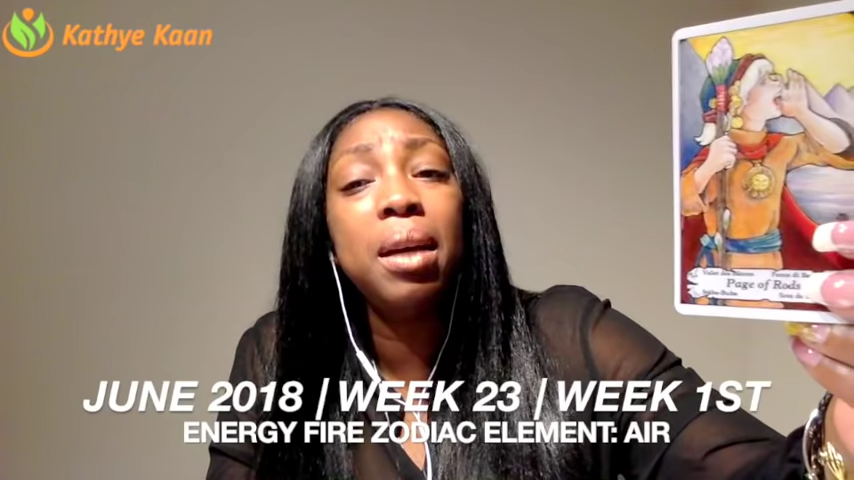 Kathye Kaan
Page of Rods
JUNE 2018 | WEEK 23 | WEEK 1ST
ENERGY FIRE ZODIAC ELEMENT: AIR